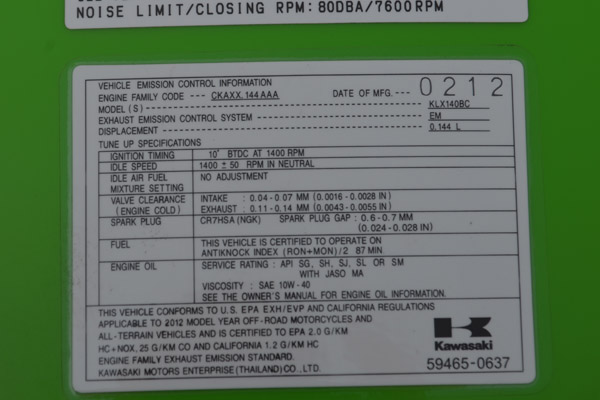 NOISE LIMIT/CLOSING RPM:80DBA/7600RPM
VEHICLE EMISSION CONTROL INFORMATION
ENGINE FAMILY CODE --- CKAXX.144AAA DATE OF MFG.--- 0212
MODEL(S)--- KLX140BC
EXHAUST EMISSION CONTROL SYSTEM --- EM
DISPLACEMENT --- 0.144 L
TUNE UP SPECIFICATIONS
IGNITION TIMING 10° BTDC AT 1400 RPM
IDLE SPEED 1400 ± 50 RPM IN NEUTRAL
IDLE AIR FUEL NO ADJUSTMENT
MIXTURE SETTING
VALVE CLEARANCE INTAKE : 0.04-0.07 MM (0.0016-0.0028 IN)
(ENGINE COLD) EXHAUST : 0.11-0.14 MM (0.0043-0.0055 IN)
SPARK PLUG CR7HSA (NGK) SPARK PLUG GAP : 0.6-0.7 MM
(0.024-0.028 IN)
FUEL THIS VEHICLE IS CERTIFIED TO OPERATE ON
ANTIKNOCK INDEX (RON+MON)/2 87 MIN
ENGINE OIL SERVICE RATING : API SG, SH, SJ, SL OR SM
WITH JASO MA
VISCOSITY : SAE 10W-40
SEE THE OWNER'S MANUAL FOR ENGINE OIL INFORMATION.
THIS VEHICLE CONFORMS TO U.S. EPA EXH/EVP AND CALIFORNIA REGULATIONS
APPLICABLE TO 2012 MODEL YEAR OFF-ROAD MOTORCYCLES AND
ALL-TERRAIN VEHICLES AND IS CERTIFIED TO EPA 2.0 G/KM
HC+NOX, 25 G/KM CO AND CALIFORNIA 1.2 G/KM HC
ENGINE FAMILY EXHAUST EMISSION STANDARD.
KAWASAKI MOTORS ENTERPRISE(THAILAND)CO.,LTD.
Kawasaki
59465-0637